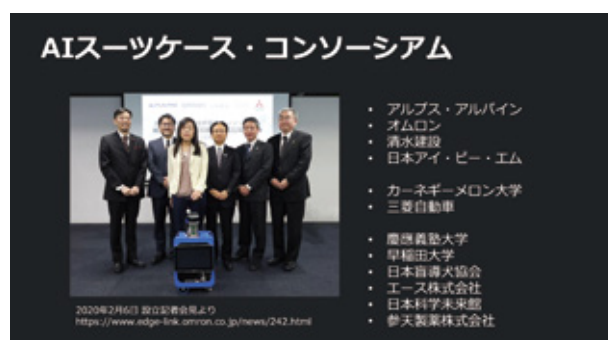 AIスーツケース・コンソーシアム
• アルプス・アルパイン
• オムロン
• 清水建設
• 日本アイ・ビー・エム
• カーネギーメロン大学
• 三菱自動車
• 慶應義塾大学
• 早稲田大学
• 日本盲導犬協会
• エース株式会社
• 日本科学未来館
• 参天製薬株式会社
2020年2月6日 設立記者会見より
https://www.edge-link.omron.co.jp/news/242.html